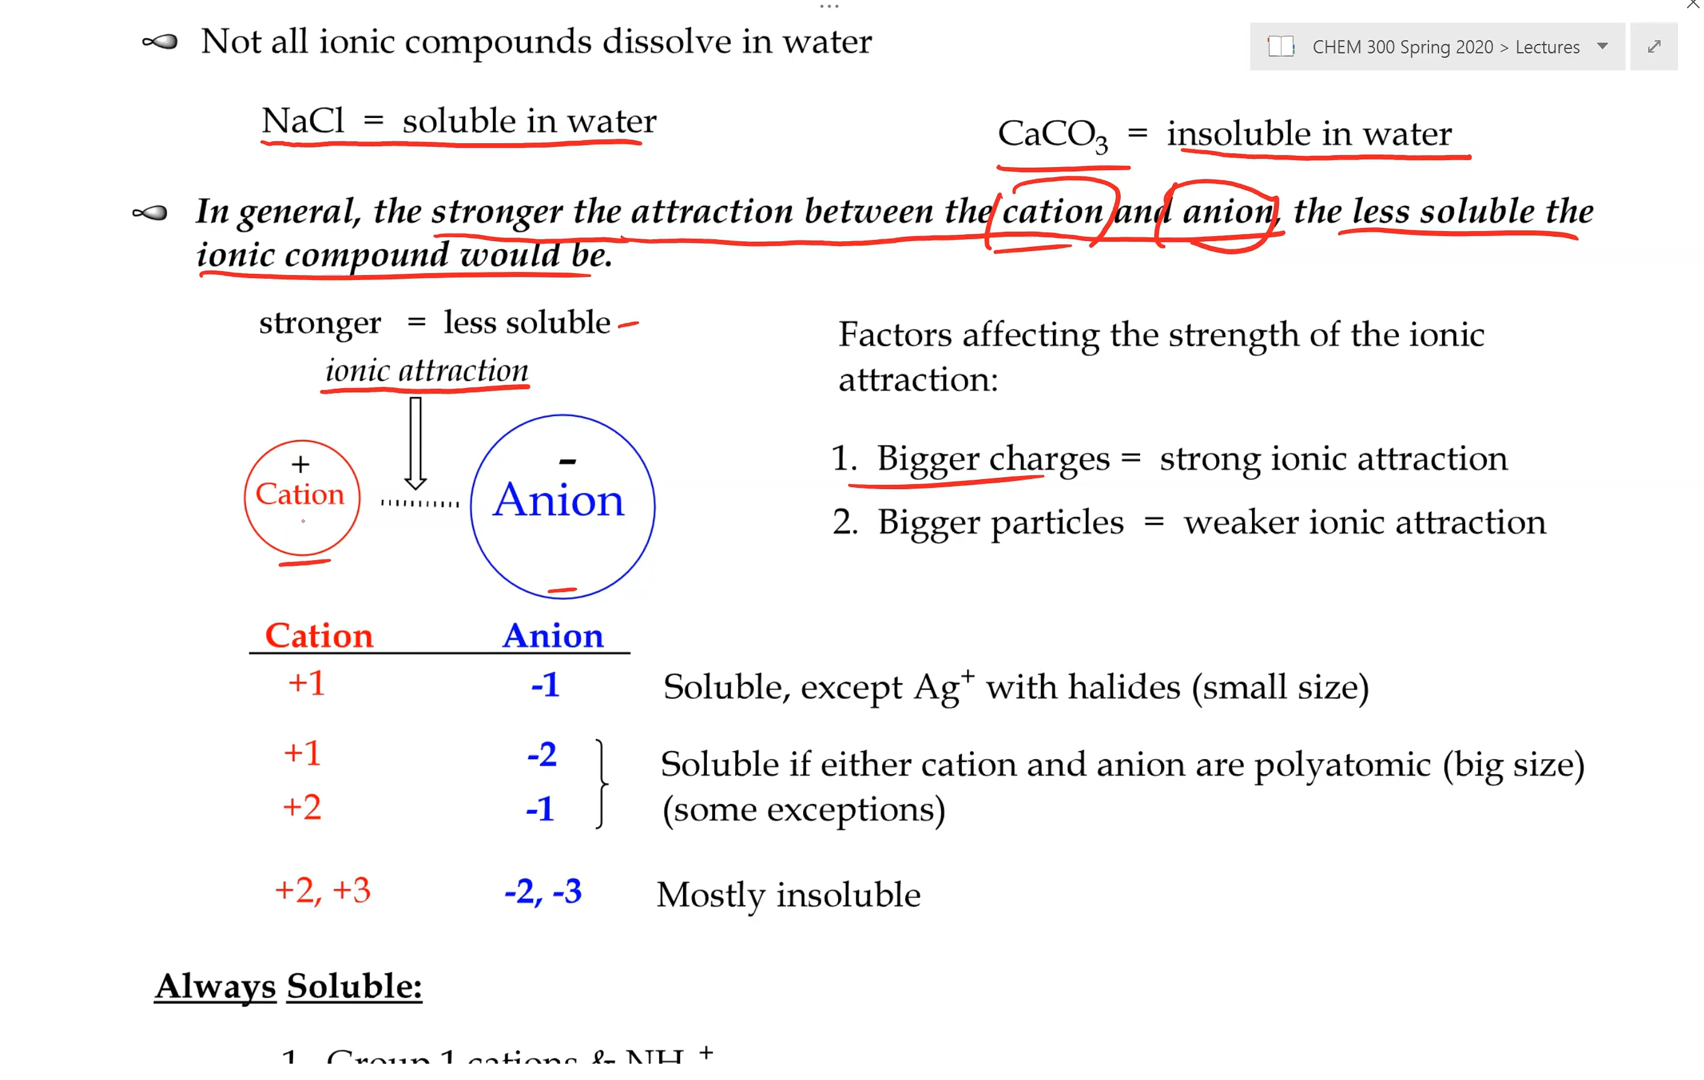 Not all ionic compounds dissolve in water
CHEM 300 Spring 2020 > Lectures
NaCl = soluble in water
CaCO₃ = insoluble in water
In general, the stronger the attraction between the cation and anion, the less soluble the
ionic compound would be.
stronger = less soluble
ionic attraction
Factors affecting the strength of the ionic
attraction:
+
Cation
-
Anion
1. Bigger charges = strong ionic attraction
2. Bigger particles = weaker ionic attraction
Cation Anion
+1 -1 Soluble, except Ag⁺ with halides (small size)
+1 -2 Soluble if either cation and anion are polyatomic (big size)
+2 -1 (some exceptions)
+2, +3 -2, -3 Mostly insoluble
Always Soluble:
1. Group 1 cations & NH ⁺